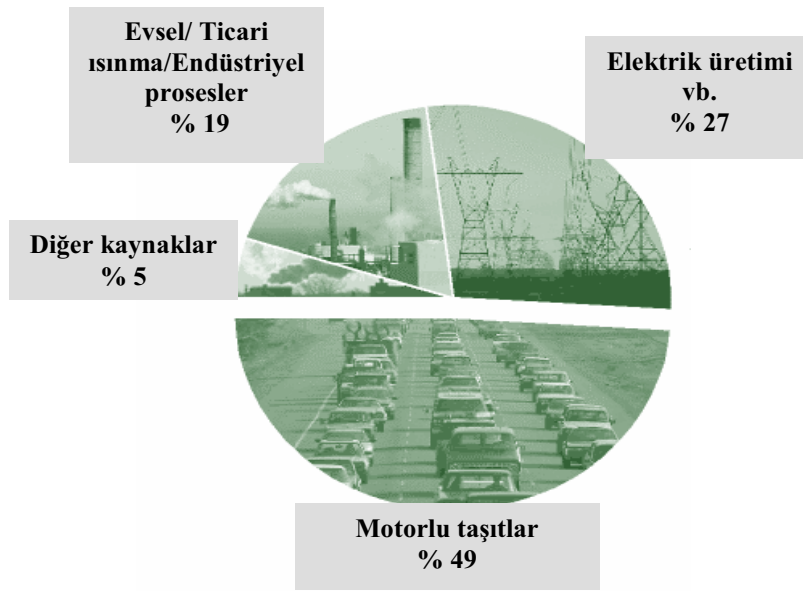 Evsel/ Ticari
ısınma/Endüstriyel
prosesler
% 19
Elektrik üretimi
vb.
% 27
Diğer kaynaklar
% 5
Motorlu taşıtlar
% 49